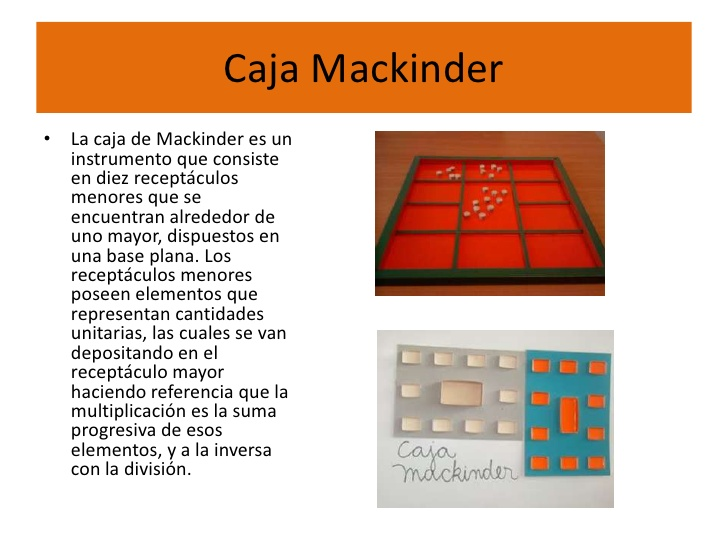 Caja Mackinder
• La caja de Mackinder es un
instrumento que consiste
en diez receptáculos
menores que se
encuentran alrededor de
uno mayor, dispuestos en
una base plana. Los
receptáculos menores
poseen elementos que
representan cantidades
unitarias, las cuales se van
depositando en el
receptáculo mayor
haciendo referencia que la
multiplicación es la suma
progresiva de esos
elementos, y a la inversa
con la división.
Caja
mackinder